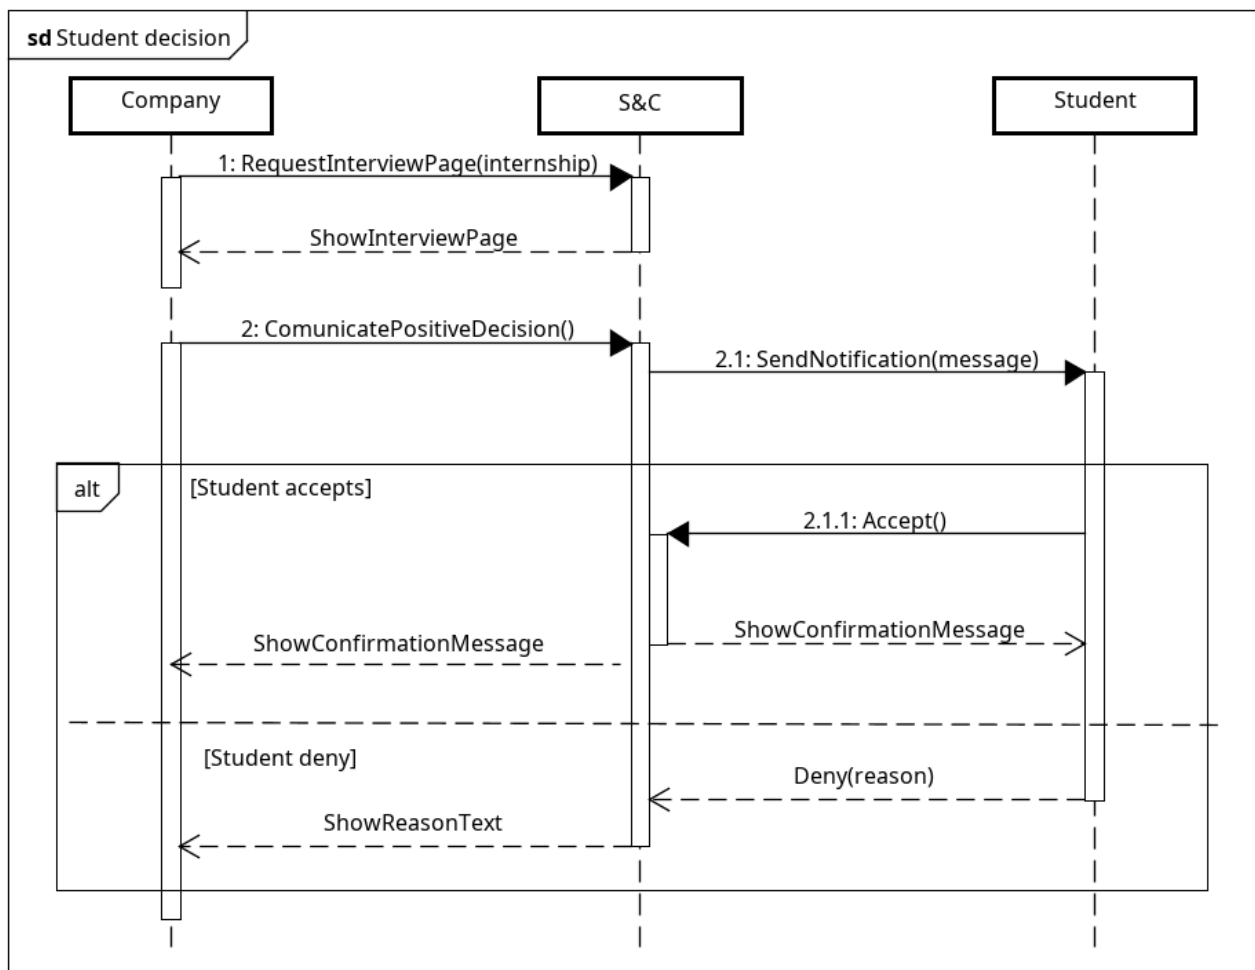 sd Student decision
Company
S&C
Student
1: RequestInterviewPage(internship)
ShowInterviewPage
2: ComunicatePositiveDecision()
2.1: SendNotification(message)
alt
[Student accepts]
2.1.1: Accept()
ShowConfirmationMessage
ShowConfirmationMessage
[Student deny]
Deny(reason)
ShowReasonText